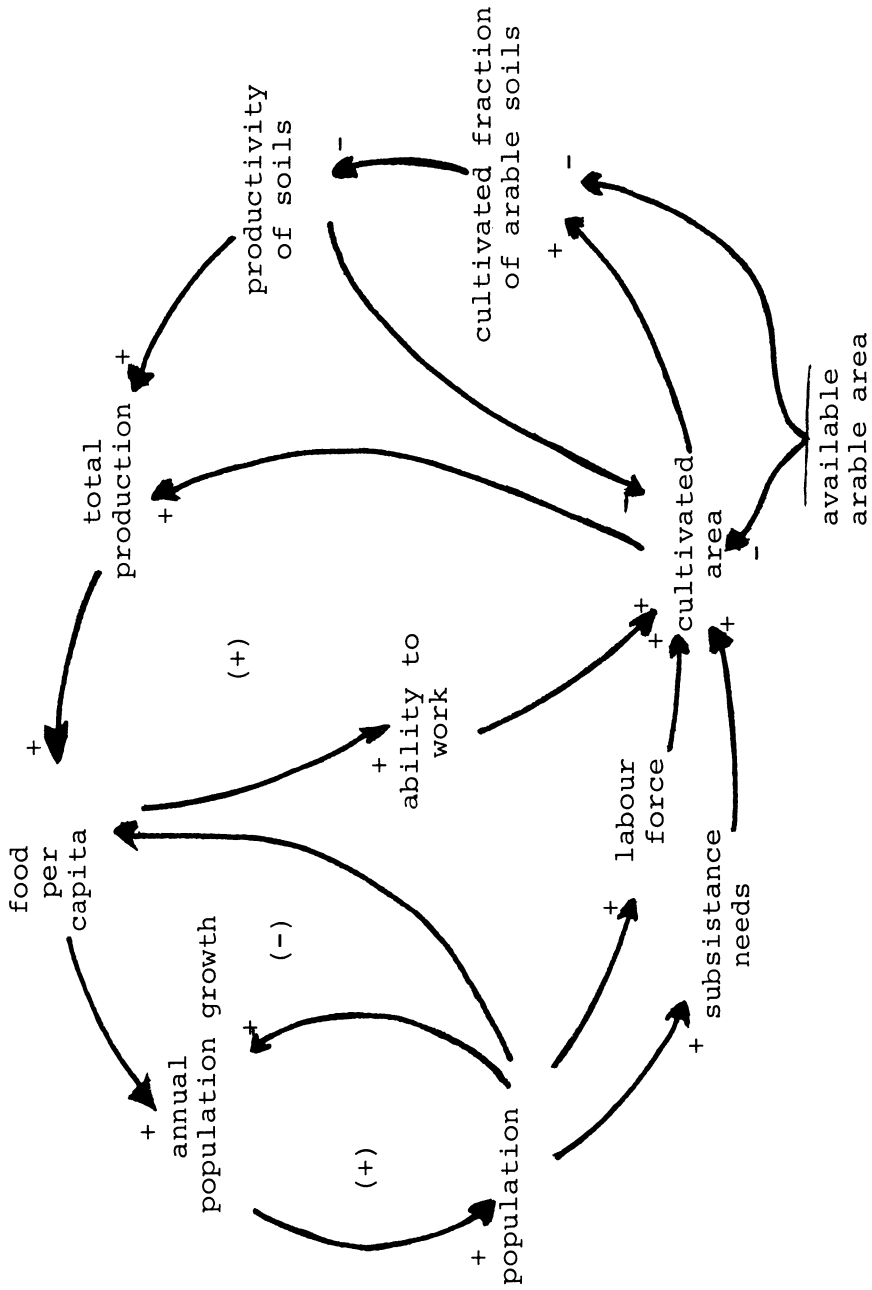 food
per
capita
+
total
production
+
+
annual
population growth
+
+
productivity
of soils
-
(+)
(-)
(+)
ability to
work
+
cultivated fraction
of arable soils
+
-
population
+
labour
force
+
subsistance
needs
+
cultivated
area
+
+
+
-
-
available
arable area